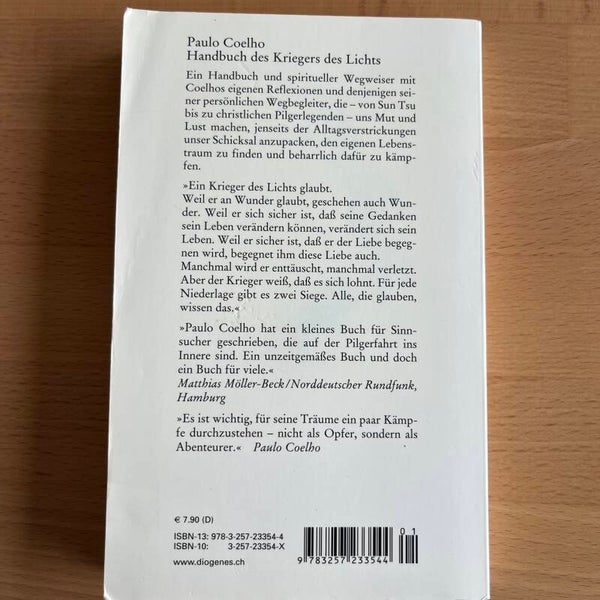 Paulo Coelho
Handbuch des Kriegers des Lichts
Ein Handbuch und spiritueller Wegweiser mit
Coelhos eigenen Reflexionen und denjenigen sei-
ner persönlichen Wegbegleiter, die – von Sun Tsu
bis zu christlichen Pilgerlegenden – uns Mut und
Lust machen, jenseits der Alltagsverstrickungen
unser Schicksal anzupacken, den eigenen Lebens-
traum zu finden und beharrlich dafür zu kämp-
fen.
»Ein Krieger des Lichts glaubt.
Weil er an Wunder glaubt, geschehen auch Wun-
der. Weil er sich sicher ist, daß seine Gedanken
sein Leben verändern können, verändert sich sein
Leben. Weil er sicher ist, daß er der Liebe begeg-
nen wird, begegnet ihm diese Liebe auch.
Manchmal wird er enttäuscht, manchmal verletzt.
Aber der Krieger weiß, daß es sich lohnt. Für jede
Niederlage gibt es zwei Siege. Alle, die glauben,
wissen das.«
»Paulo Coelho hat ein kleines Buch für Sinn-
sucher geschrieben, die auf der Pilgerfahrt ins
Innere sind. Ein unzeitgemäßes Buch und doch
ein Buch für viele.«
Matthias Möller-Beck/Norddeutscher Rundfunk,
Hamburg
»Es ist wichtig, für seine Träume ein paar Kämp-
fe durchzustehen – nicht als Opfer, sondern als
Abenteurer.« Paulo Coelho
€ 7.90 (D)
ISBN-13: 978-3-257-23354-4
ISBN-10: 3-257-23354-X
www.diogenes.ch
01
9 783257 233544